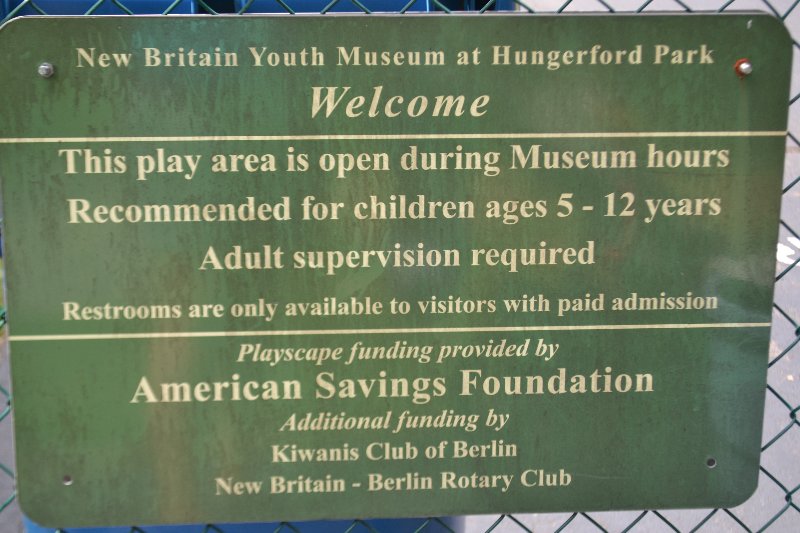 New Britain Youth Museum at Hungerford Park
Welcome
This play area is open during Museum hours
Recommended for children ages 5 - 12 years
Adult supervision required
Restrooms are only available to visitors with paid admission
Playscape funding provided by
American Savings Foundation
Additional funding by
Kiwanis Club of Berlin
New Britain - Berlin Rotary Club